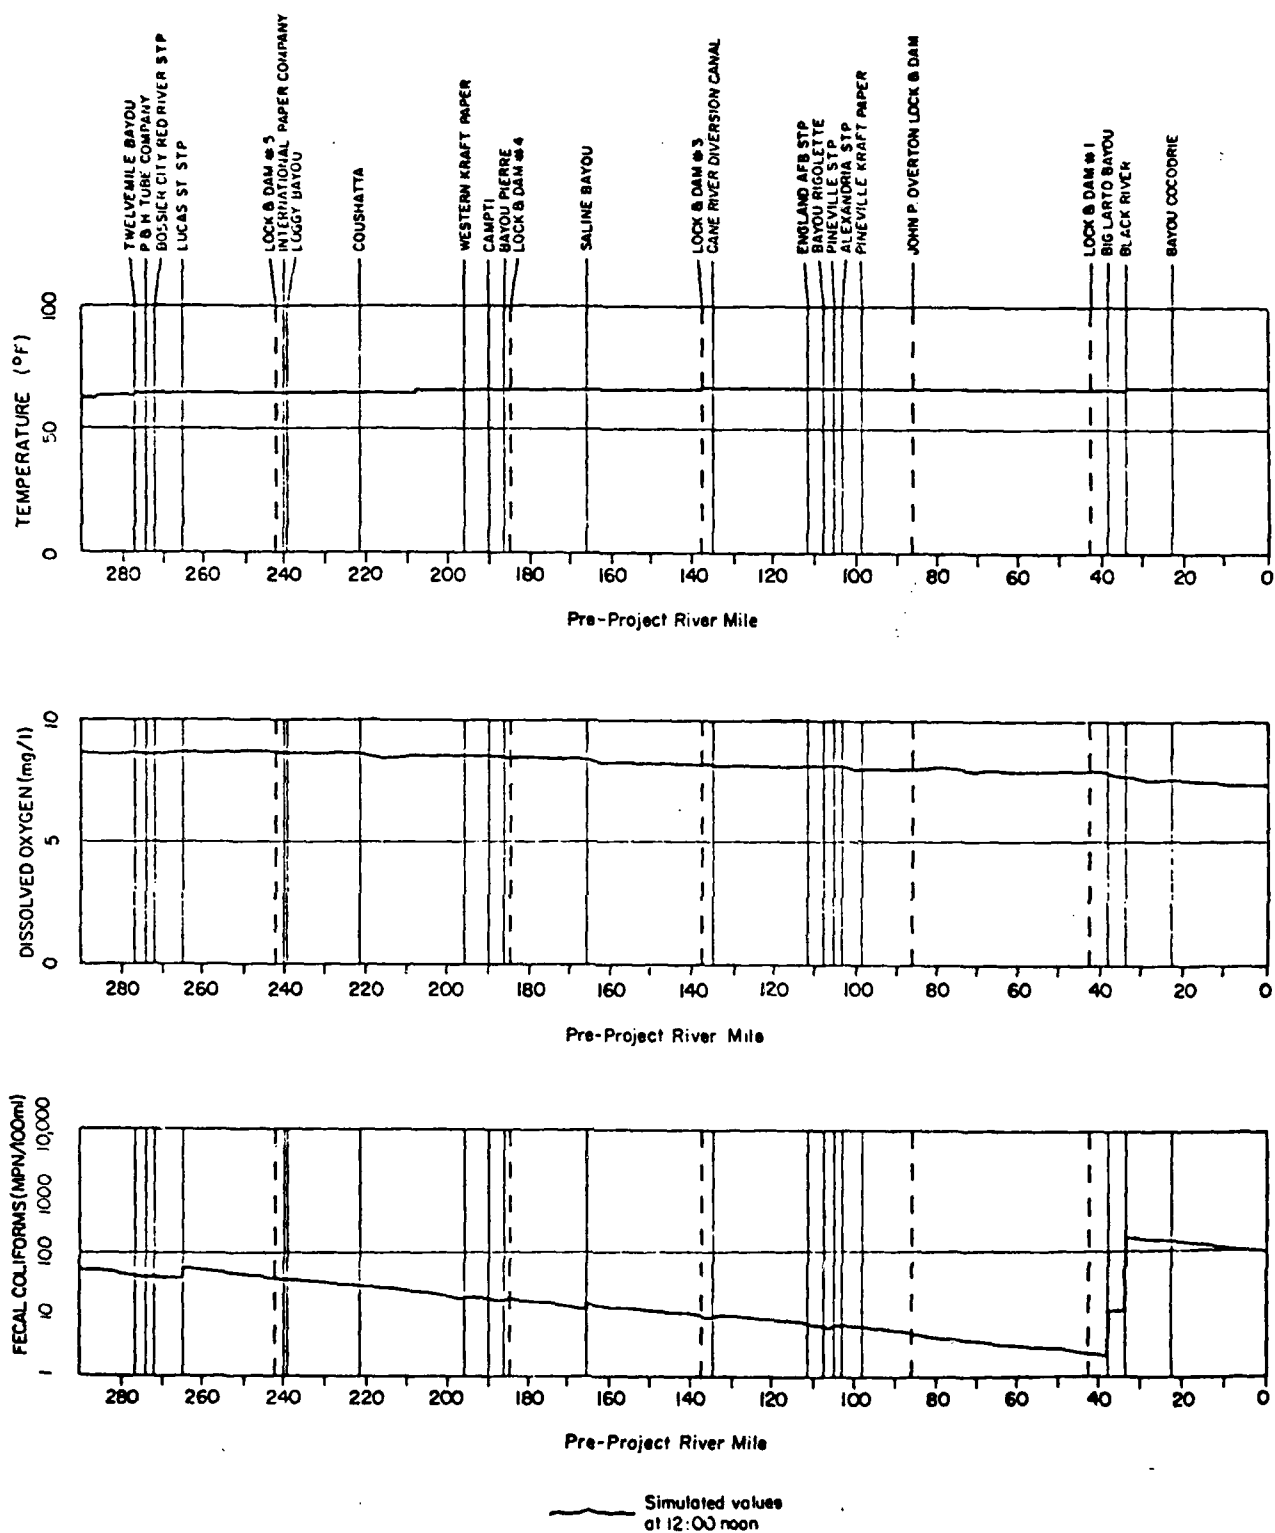 TWELVEMILE BAYOU
P & M TUBE COMPANY
BOSSIER CITY RED RIVER STP
LUCAS ST STP
LOCK & DAM #5
INTERNATIONAL PAPER COMPANY
LOGGY BAYOU
COUSHATTA
WESTERN KRAFT PAPER
CAMPTI
BAYOU PIERRE
LOCK & DAM #4
SALINE BAYOU
LOCK & DAM #3
CANE RIVER DIVERSION CANAL
ENGLAND AFB STP
BAYOU RIGOLETTE
PINEVILLE STP
ALEXANDRIA STP
PINEVILLE KRAFT PAPER
JOHN P. OVERTON LOCK & DAM
LOCK & DAM #1
BIG LARTO BAYOU
BLACK RIVER
BAYOU COCODRIE
TEMPERATURE (°F)
100
50
0
280 260 240 220 200 180 160 140 120 100 80 60 40 20 0
Pre-Project River Mile
DISSOLVED OXYGEN (mg/l)
10
5
0
280 260 240 220 200 180 160 140 120 100 80 60 40 20 0
Pre-Project River Mile
FECAL COLIFORMS (MPN/100ml)
10,000
1000
100
10
1
280 260 240 220 200 180 160 140 120 100 80 60 40 20 0
Pre-Project River Mile
Simulated values
at 12:00 noon